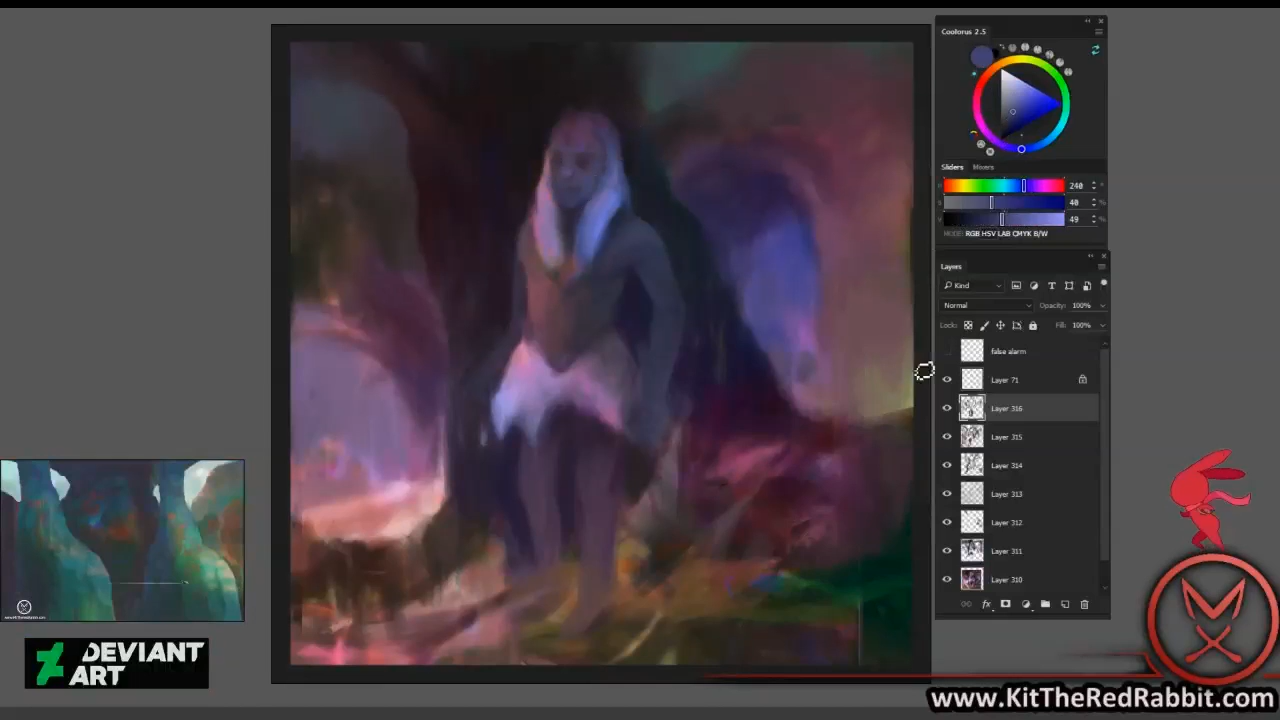 Coolorus 2.5
Sliders
Mixers
240
40
49
MODE: RGB HSV LAB CMYK B/W
Layers
Kind
Normal
Opacity: 100%
Locks
Fill: 100%
false alarm
Layer 71
Layer 316
Layer 315
Layer 314
Layer 313
Layer 312
Layer 311
Layer 310
DEVIANT
ART
www.KitTheRedRabbit.com